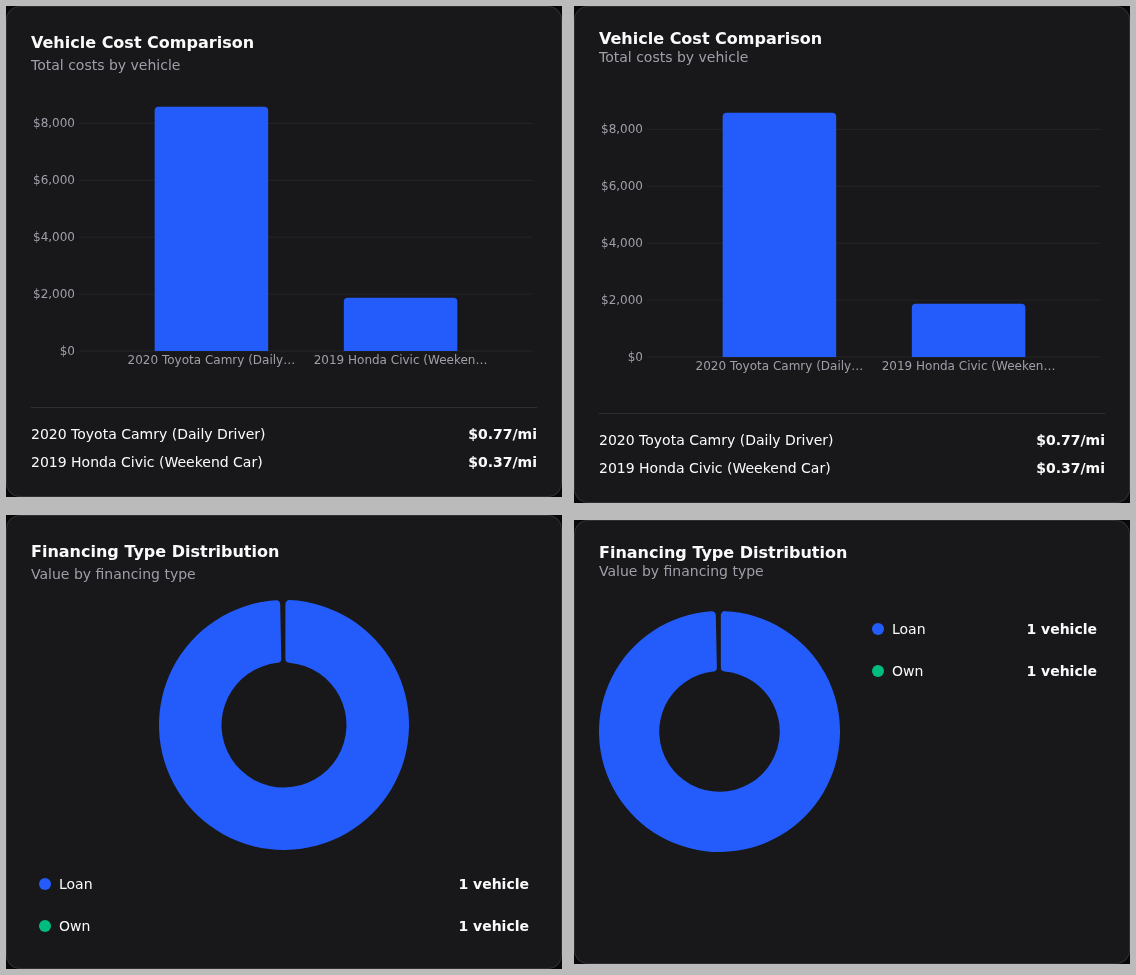 Vehicle Cost Comparison
Total costs by vehicle
$8,000
$6,000
$4,000
$2,000
$0
2020 Toyota Camry (Daily…
2019 Honda Civic (Weeken…
2020 Toyota Camry (Daily Driver)
$0.77/mi
2019 Honda Civic (Weekend Car)
$0.37/mi
Vehicle Cost Comparison
Total costs by vehicle
$8,000
$6,000
$4,000
$2,000
$0
2020 Toyota Camry (Daily…
2019 Honda Civic (Weeken…
2020 Toyota Camry (Daily Driver)
$0.77/mi
2019 Honda Civic (Weekend Car)
$0.37/mi
Financing Type Distribution
Value by financing type
Loan
1 vehicle
Own
1 vehicle
Financing Type Distribution
Value by financing type
Loan
1 vehicle
Own
1 vehicle